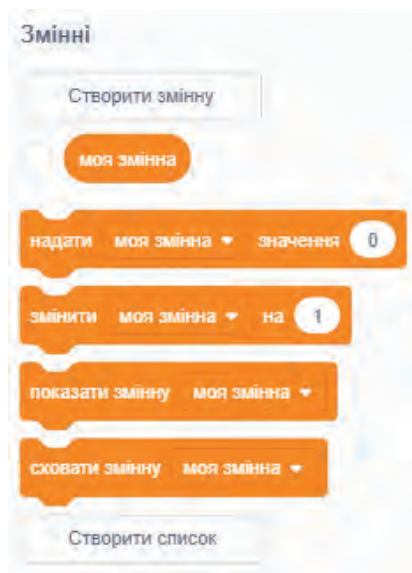 Змінні
Створити змінну
моя змінна
надати моя змінна значення 0
змінити моя змінна на 1
показати змінну моя змінна
сховати змінну моя змінна
Створити список